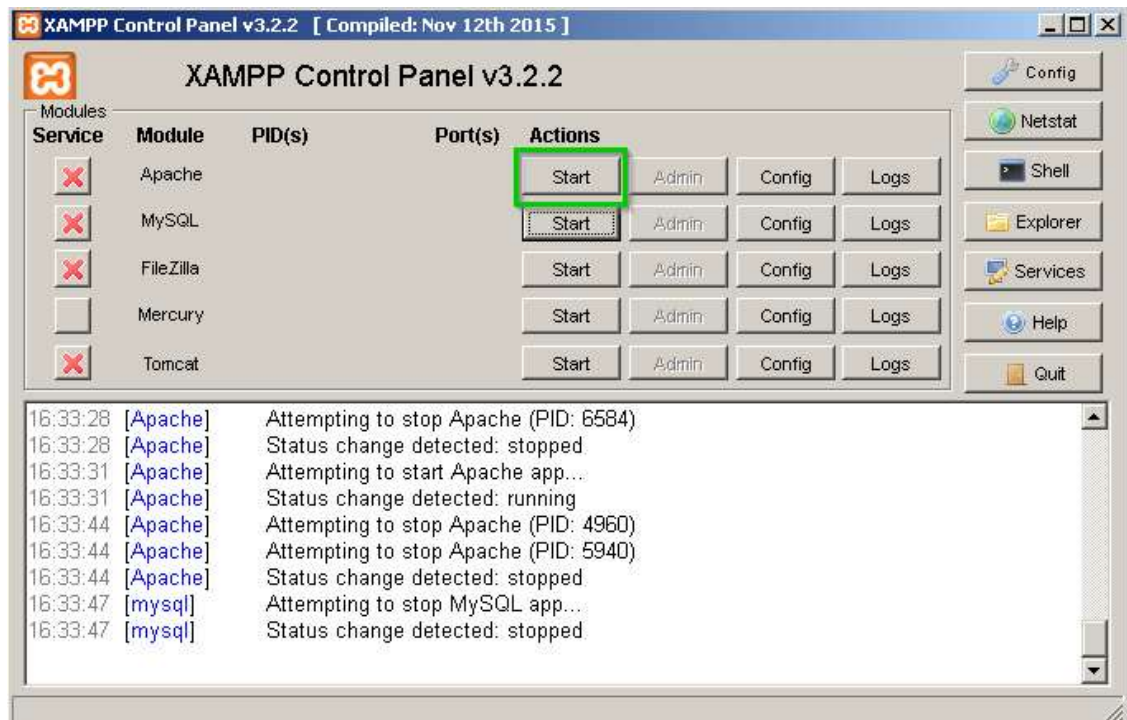 XAMPP Control Panel v3.2.2 [ Compiled: Nov 12th 2015 ]
XAMPP Control Panel v3.2.2
Config
Modules
Netstat
Service Module PID(s) Port(s) Actions
Apache Start Admin Config Logs Shell
MySQL Start Admin Config Logs Explorer
FileZilla Start Admin Config Logs Services
Mercury Start Admin Config Logs Help
Tomcat Start Admin Config Logs Quit
16:33:28 [Apache] Attempting to stop Apache (PID: 6584)
16:33:28 [Apache] Status change detected: stopped
16:33:31 [Apache] Attempting to start Apache app...
16:33:31 [Apache] Status change detected: running
16:33:44 [Apache] Attempting to stop Apache (PID: 4960)
16:33:44 [Apache] Attempting to stop Apache (PID: 5940)
16:33:44 [Apache] Status change detected: stopped
16:33:47 [mysql] Attempting to stop MySQL app...
16:33:47 [mysql] Status change detected: stopped